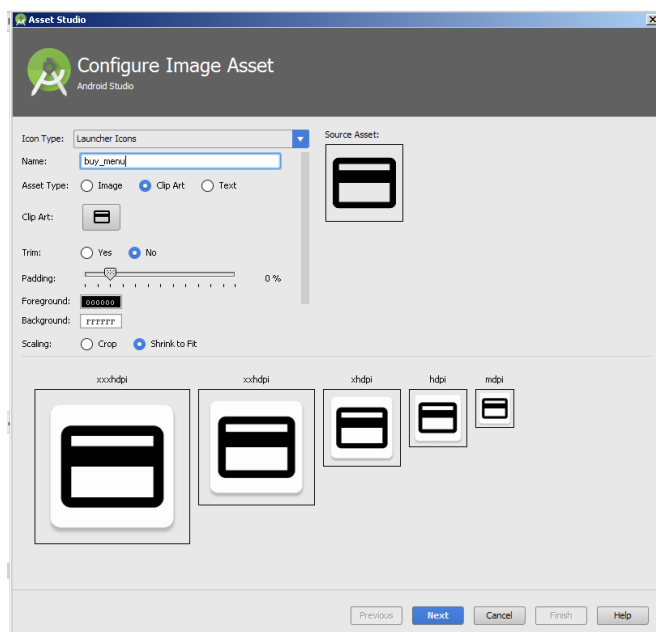 Asset Studio
Configure Image Asset
Android Studio
Icon Type: Launcher Icons
Source Asset:
Name: buy_menu
Asset Type: Image Clip Art Text
Clip Art:
Trim: Yes No
Padding: 0 %
Foreground: 000000
Background: FFFFFF
Scaling: Crop Shrink to Fit
xxxhdpi xxhdpi xhdpi hdpi mdpi
Previous Next Cancel Finish Help